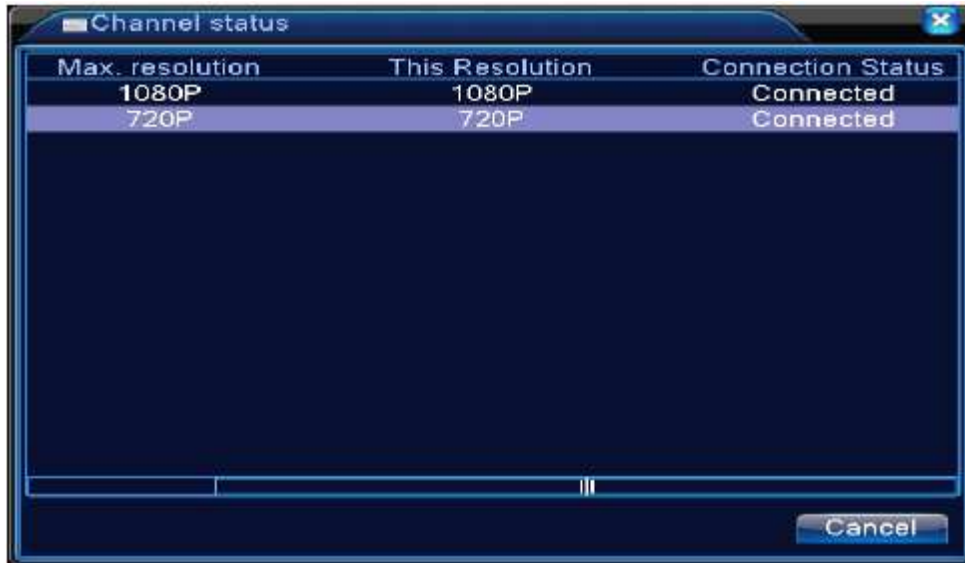 Channel status
Max. resolution This Resolution Connection Status
1080P 1080P Connected
720P 720P Connected
Cancel